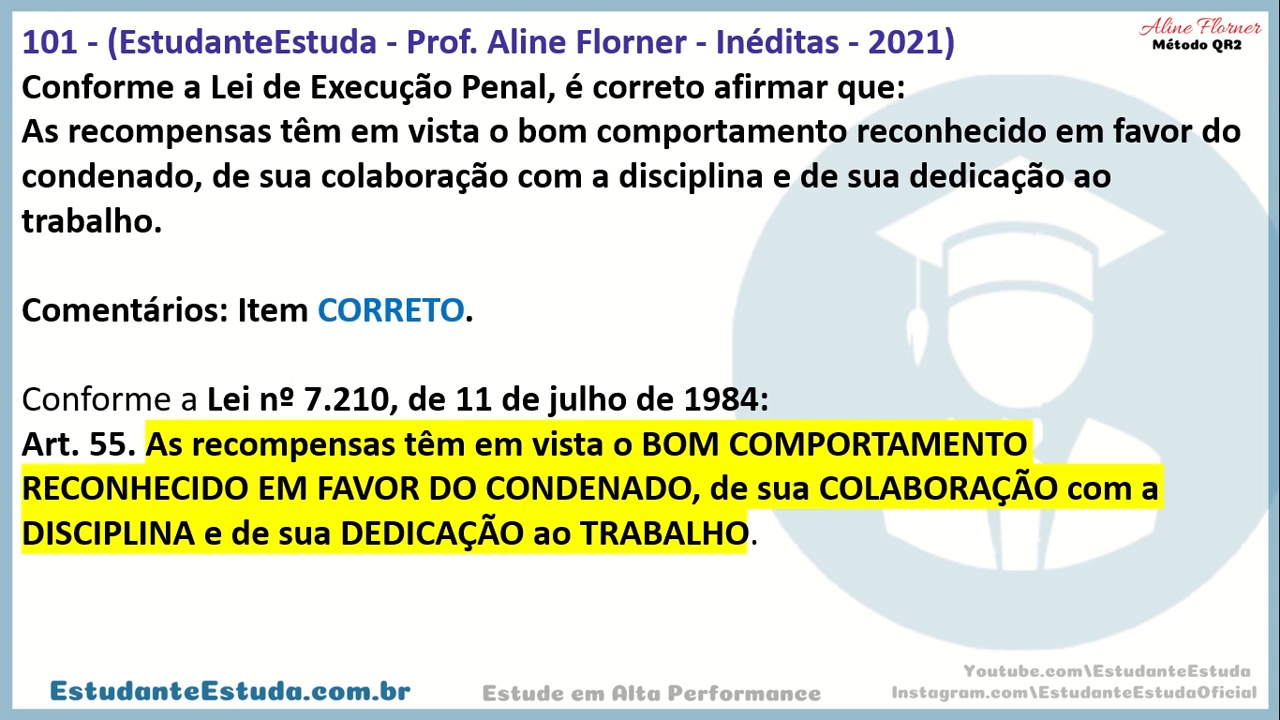 Aline Florner
Método QR2
101 - (EstudanteEstuda - Prof. Aline Florner - Inéditas - 2021)
Conforme a Lei de Execução Penal, é correto afirmar que:
As recompensas têm em vista o bom comportamento reconhecido em favor do
condenado, de sua colaboração com a disciplina e de sua dedicação ao
trabalho.
Comentários: Item CORRETO.
Conforme a Lei nº 7.210, de 11 de julho de 1984:
Art. 55. As recompensas têm em vista o BOM COMPORTAMENTO
RECONHECIDO EM FAVOR DO CONDENADO, de sua COLABORAÇÃO com a
DISCIPLINA e de sua DEDICAÇÃO ao TRABALHO.
EstudanteEstuda.com.br
Estude em Alta Performance
Youtube.com\EstudanteEstuda
Instagram.com\EstudanteEstudaOficial